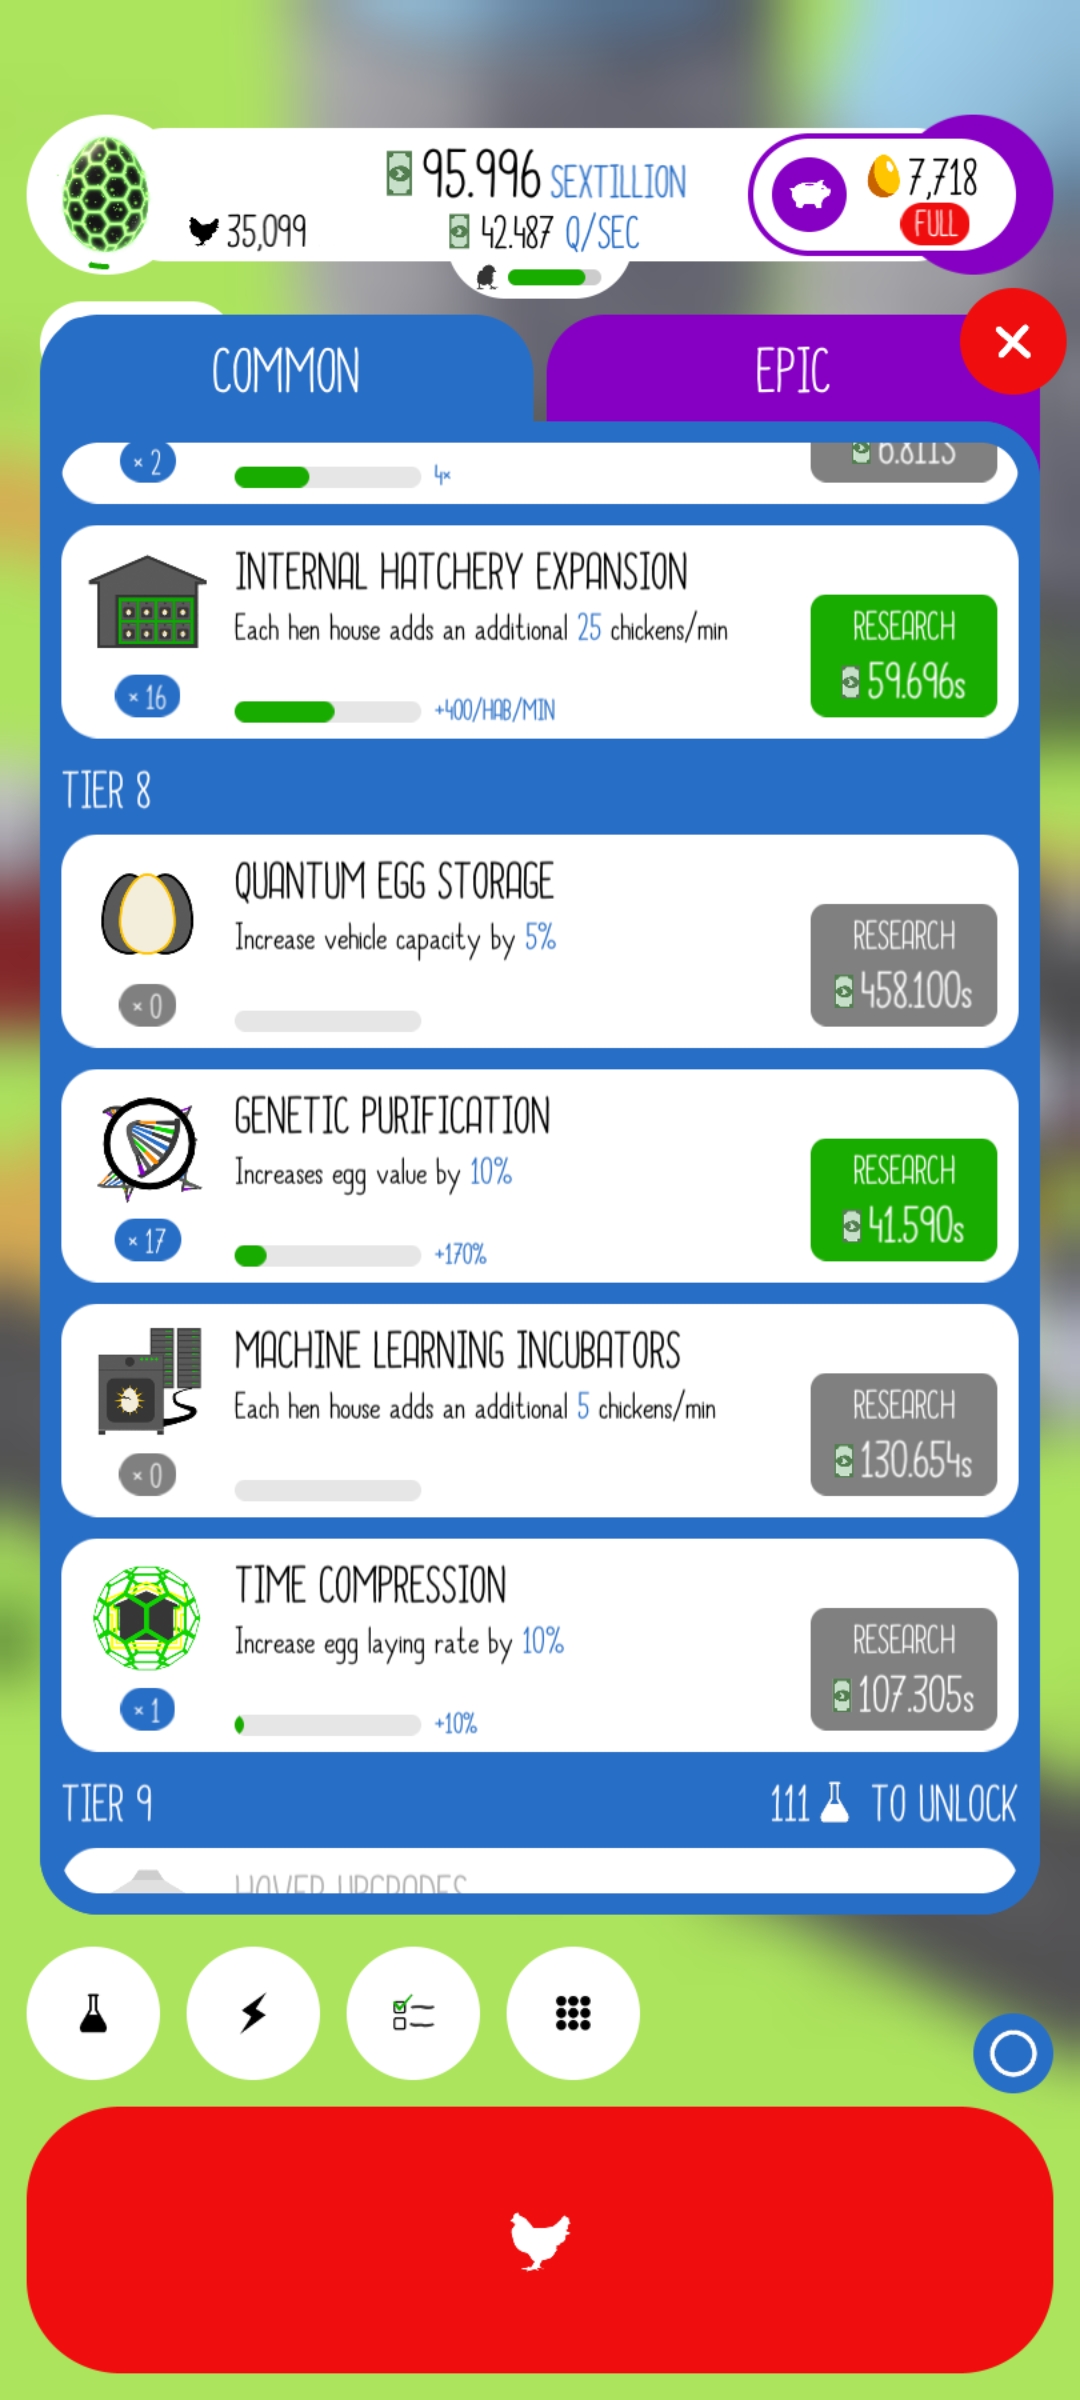 95.996 SEXTILLION
35,099
42.487 Q/SEC
7,718
FULL
COMMON
EPIC
× 2
4×
INTERNAL HATCHERY EXPANSION
Each hen house adds an additional 25 chickens/min
RESEARCH
59.696s
× 16
+400/HAB/MIN
TIER 8
QUANTUM EGG STORAGE
Increase vehicle capacity by 5%
RESEARCH
458.100s
× 0
GENETIC PURIFICATION
Increases egg value by 10%
RESEARCH
41.590s
× 17
+170%
MACHINE LEARNING INCUBATORS
Each hen house adds an additional 5 chickens/min
RESEARCH
130.654s
× 0
TIME COMPRESSION
Increase egg laying rate by 10%
RESEARCH
107.305s
× 1
+10%
TIER 9
111 TO UNLOCK
HOVER UPGRADES